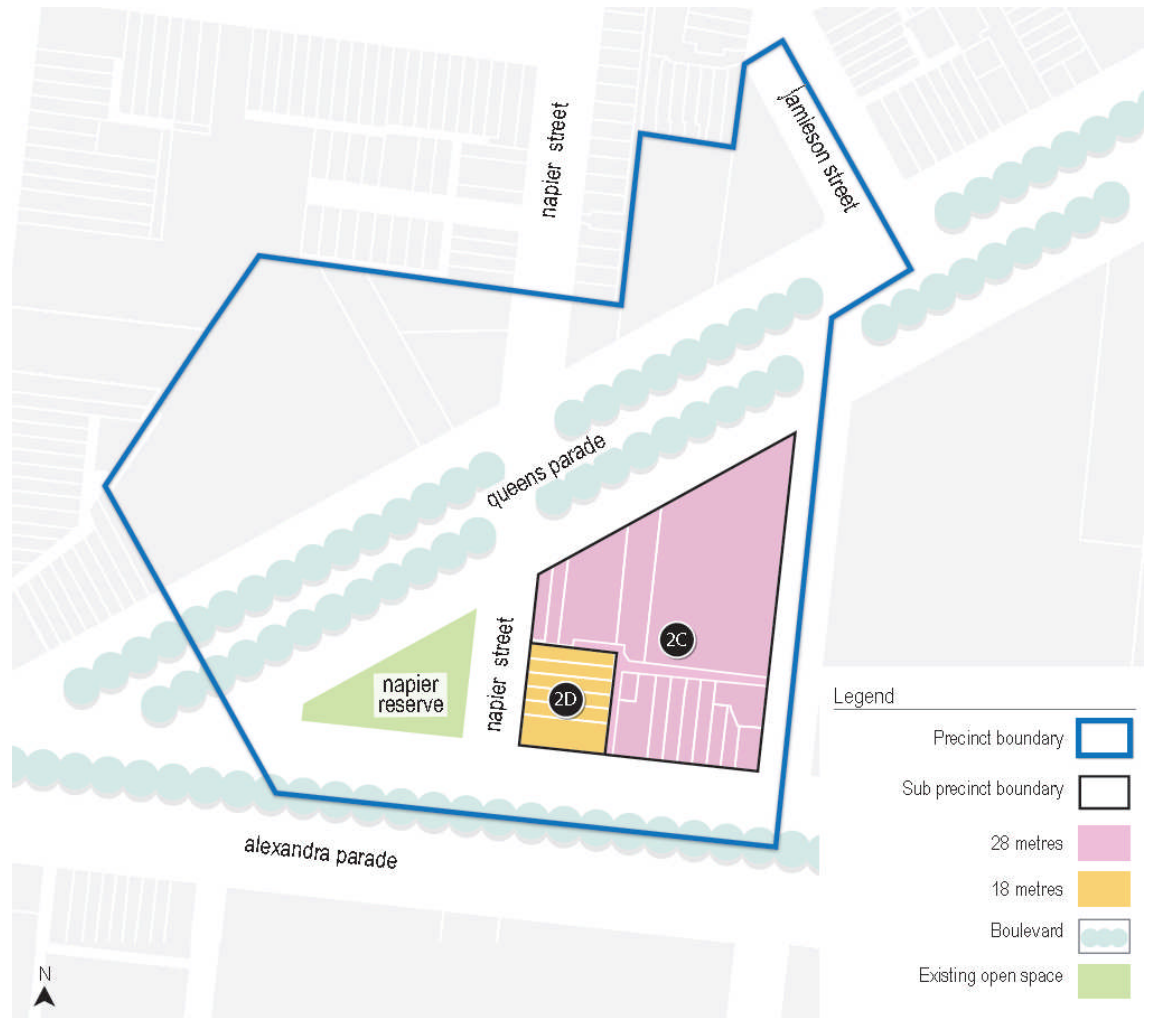 napier street
jamieson street
queens parade
2C
napier street
napier
reserve
2D
alexandra parade
N
Legend
Precinct boundary
Sub precinct boundary
28 metres
18 metres
Boulevard
Existing open space